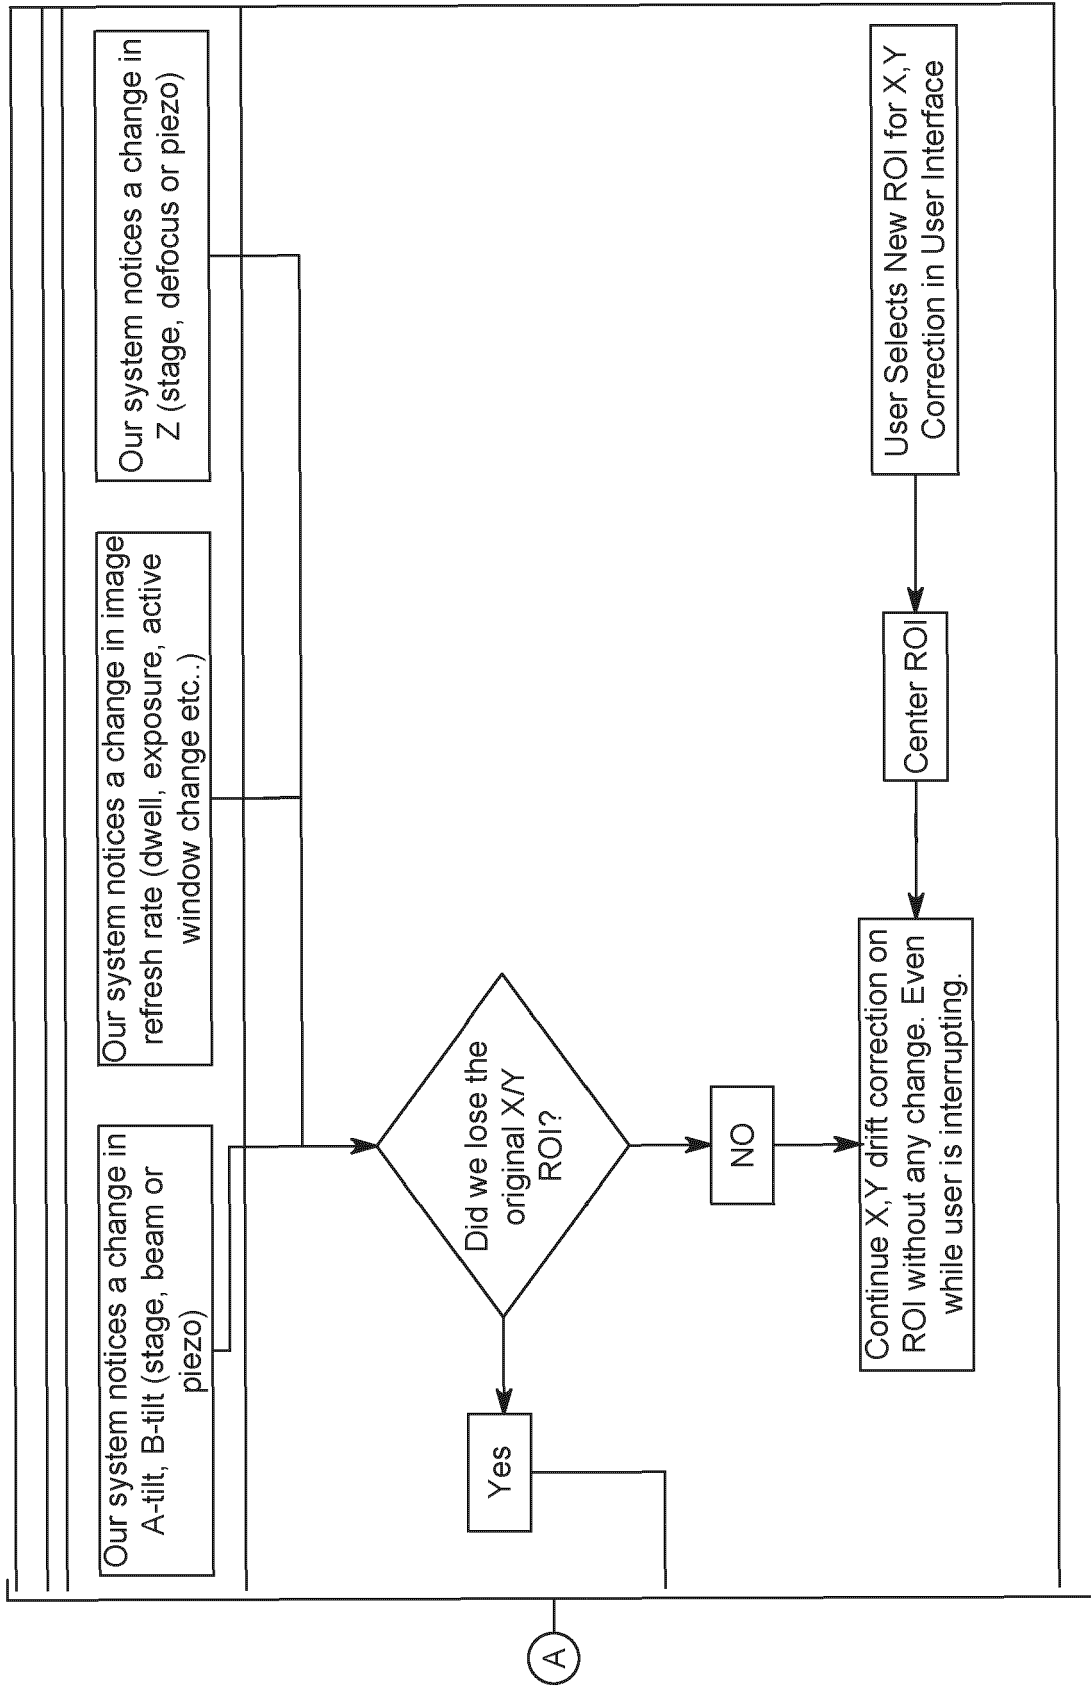 Our system notices a change in
A-tilt, B-tilt (stage, beam or
piezo)
Our system notices a change in image
refresh rate (dwell, exposure, active
window change etc..)
Our system notices a change in
Z (stage, defocus or piezo)
Did we lose the
original X/Y
ROI?
Yes
NO
Continue X,Y drift correction on
ROI without any change. Even
while user is interrupting.
Center ROI
User Selects New ROI for X,Y
Correction in User Interface
A